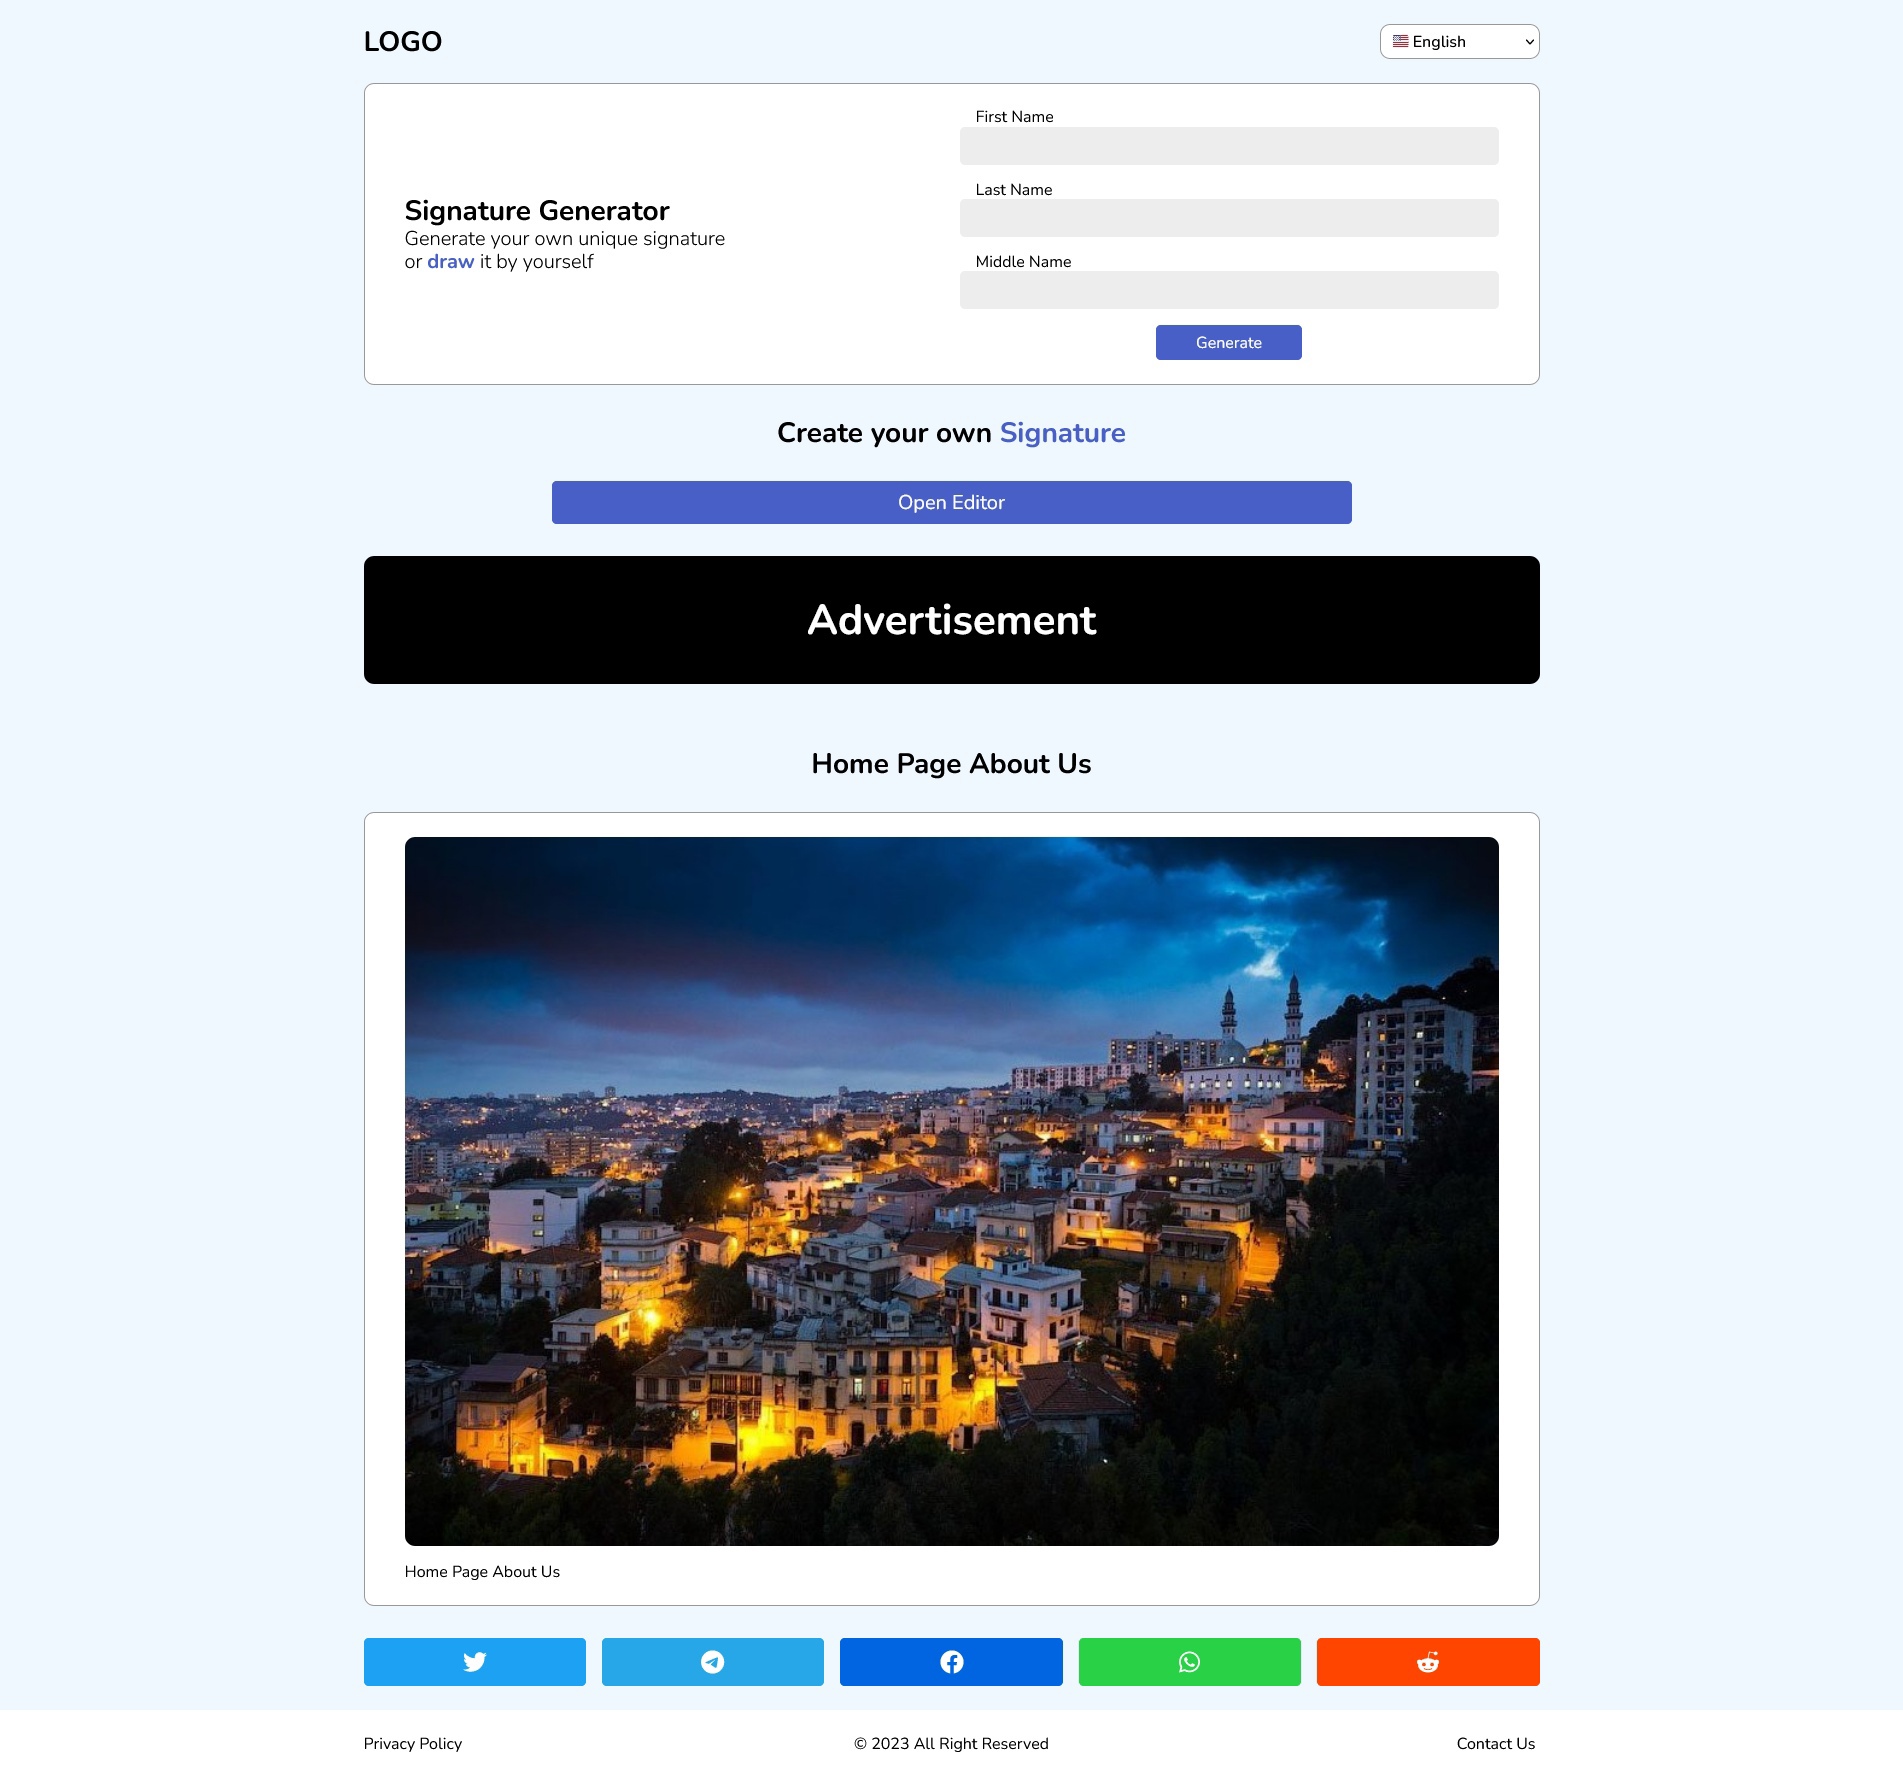 LOGO
English
Signature Generator
Generate your own unique signature
or draw it by yourself
First Name
Last Name
Middle Name
Generate
Create your own Signature
Open Editor
Advertisement
Home Page About Us
Home Page About Us
Privacy Policy
© 2023 All Right Reserved
Contact Us